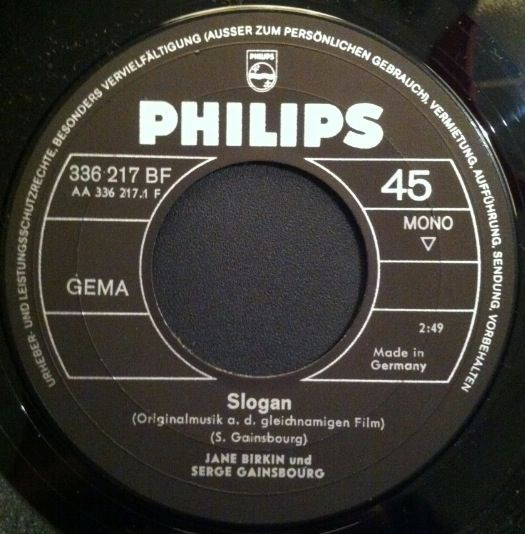 URHEBER- UND LEISTUNGSSCHUTZRECHTE, BESONDERS VERVIELFÄLTIGUNG (AUSSER ZUM PERSÖNLICHEN GEBRAUCH), VERMIETUNG, AUFFÜHRUNG, SENDUNG, VORBEHALTEN
PHILIPS
PHILIPS
336 217 BF
AA 336 217.1 F
45
MONO
▽
GEMA
2:49
Made in
Germany
Slogan
(Originalmusik a. d. gleichnamigen Film)
(S. Gainsbourg)
JANE BIRKIN und
SERGE GAINSBOURG